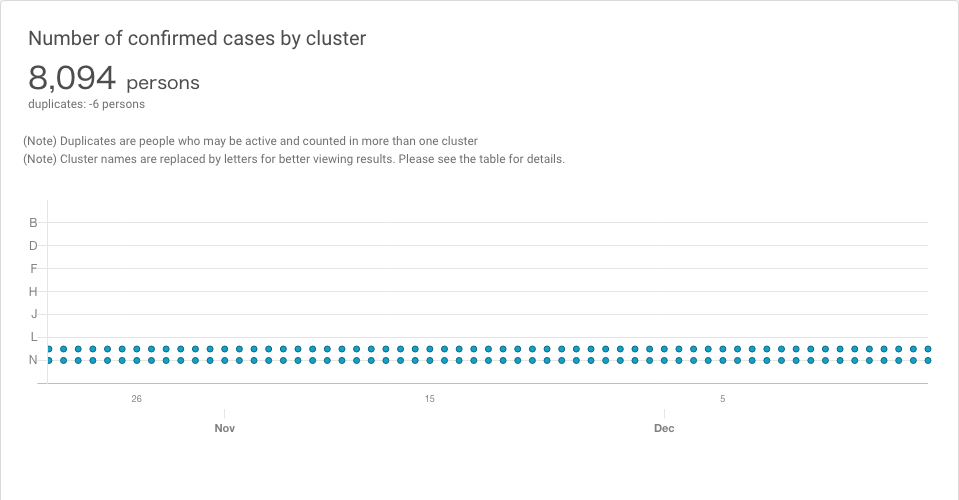 Number of confirmed cases by cluster
8,094 persons
duplicates: -6 persons
(Note) Duplicates are people who may be active and counted in more than one cluster
(Note) Cluster names are replaced by letters for better viewing results. Please see the table for details.
B
D
F
H
J
L
N
26 15 5
Nov Dec